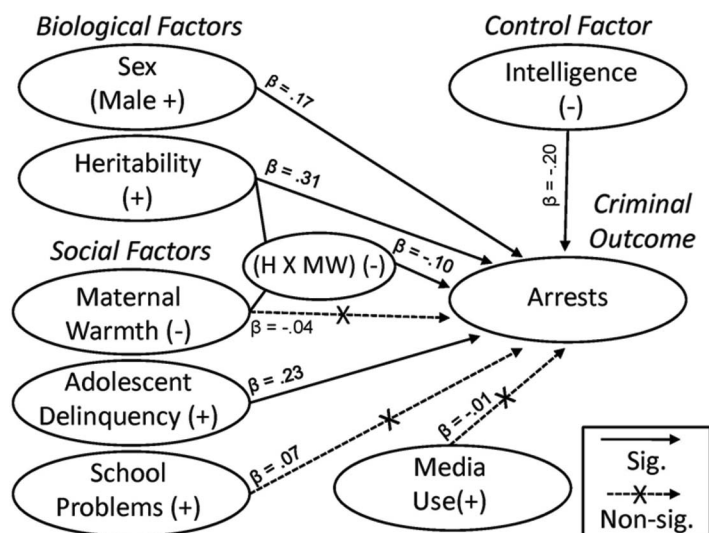 Biological Factors
Control Factor
Sex
(Male +)
β = .17
Intelligence
(-)
β = -.20
Heritability
(+)
β = .31
Criminal
Outcome
Social Factors
(H X MW) (-)
β = -.10
Arrests
Maternal
Warmth (-)
β = -.04
Adolescent
Delinquency (+)
β = .23
School
Problems (+)
β = .07
β = -.01
Media
Use(+)
Sig.
Non-sig.